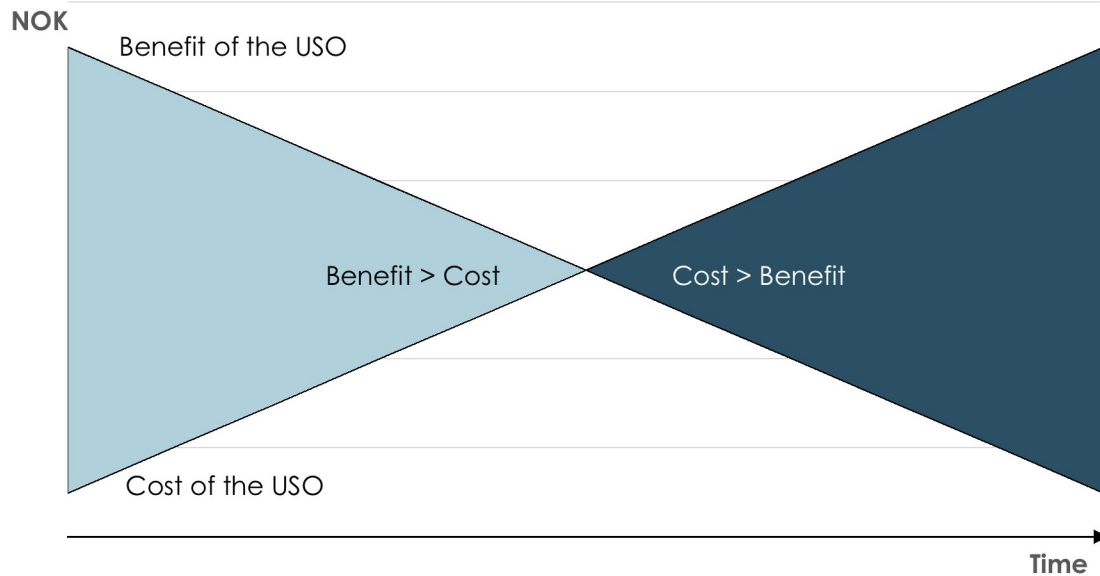 NOK
Benefit of the USO
Benefit > Cost
Cost > Benefit
Cost of the USO
Time